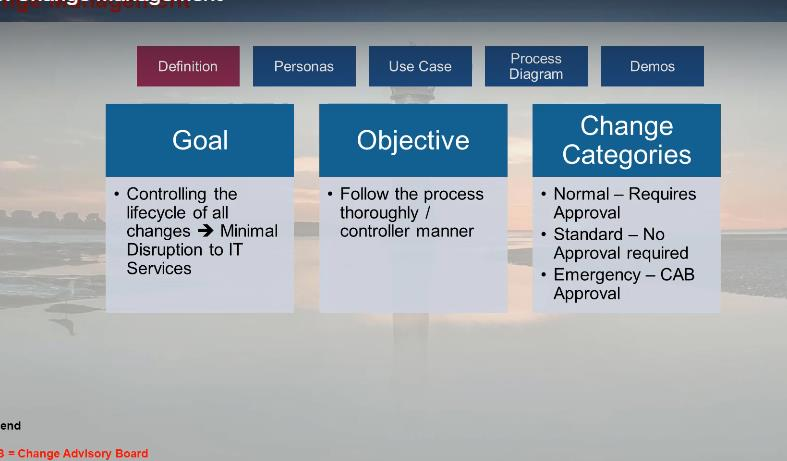 Change Management
Definition
Personas
Use Case
Process
Diagram
Demos
Goal
• Controlling the
lifecycle of all
changes ➔ Minimal
Disruption to IT
Services
Objective
• Follow the process
thoroughly /
controller manner
Change
Categories
• Normal – Requires
Approval
• Standard – No
Approval required
• Emergency – CAB
Approval
end
B = Change Advisory Board